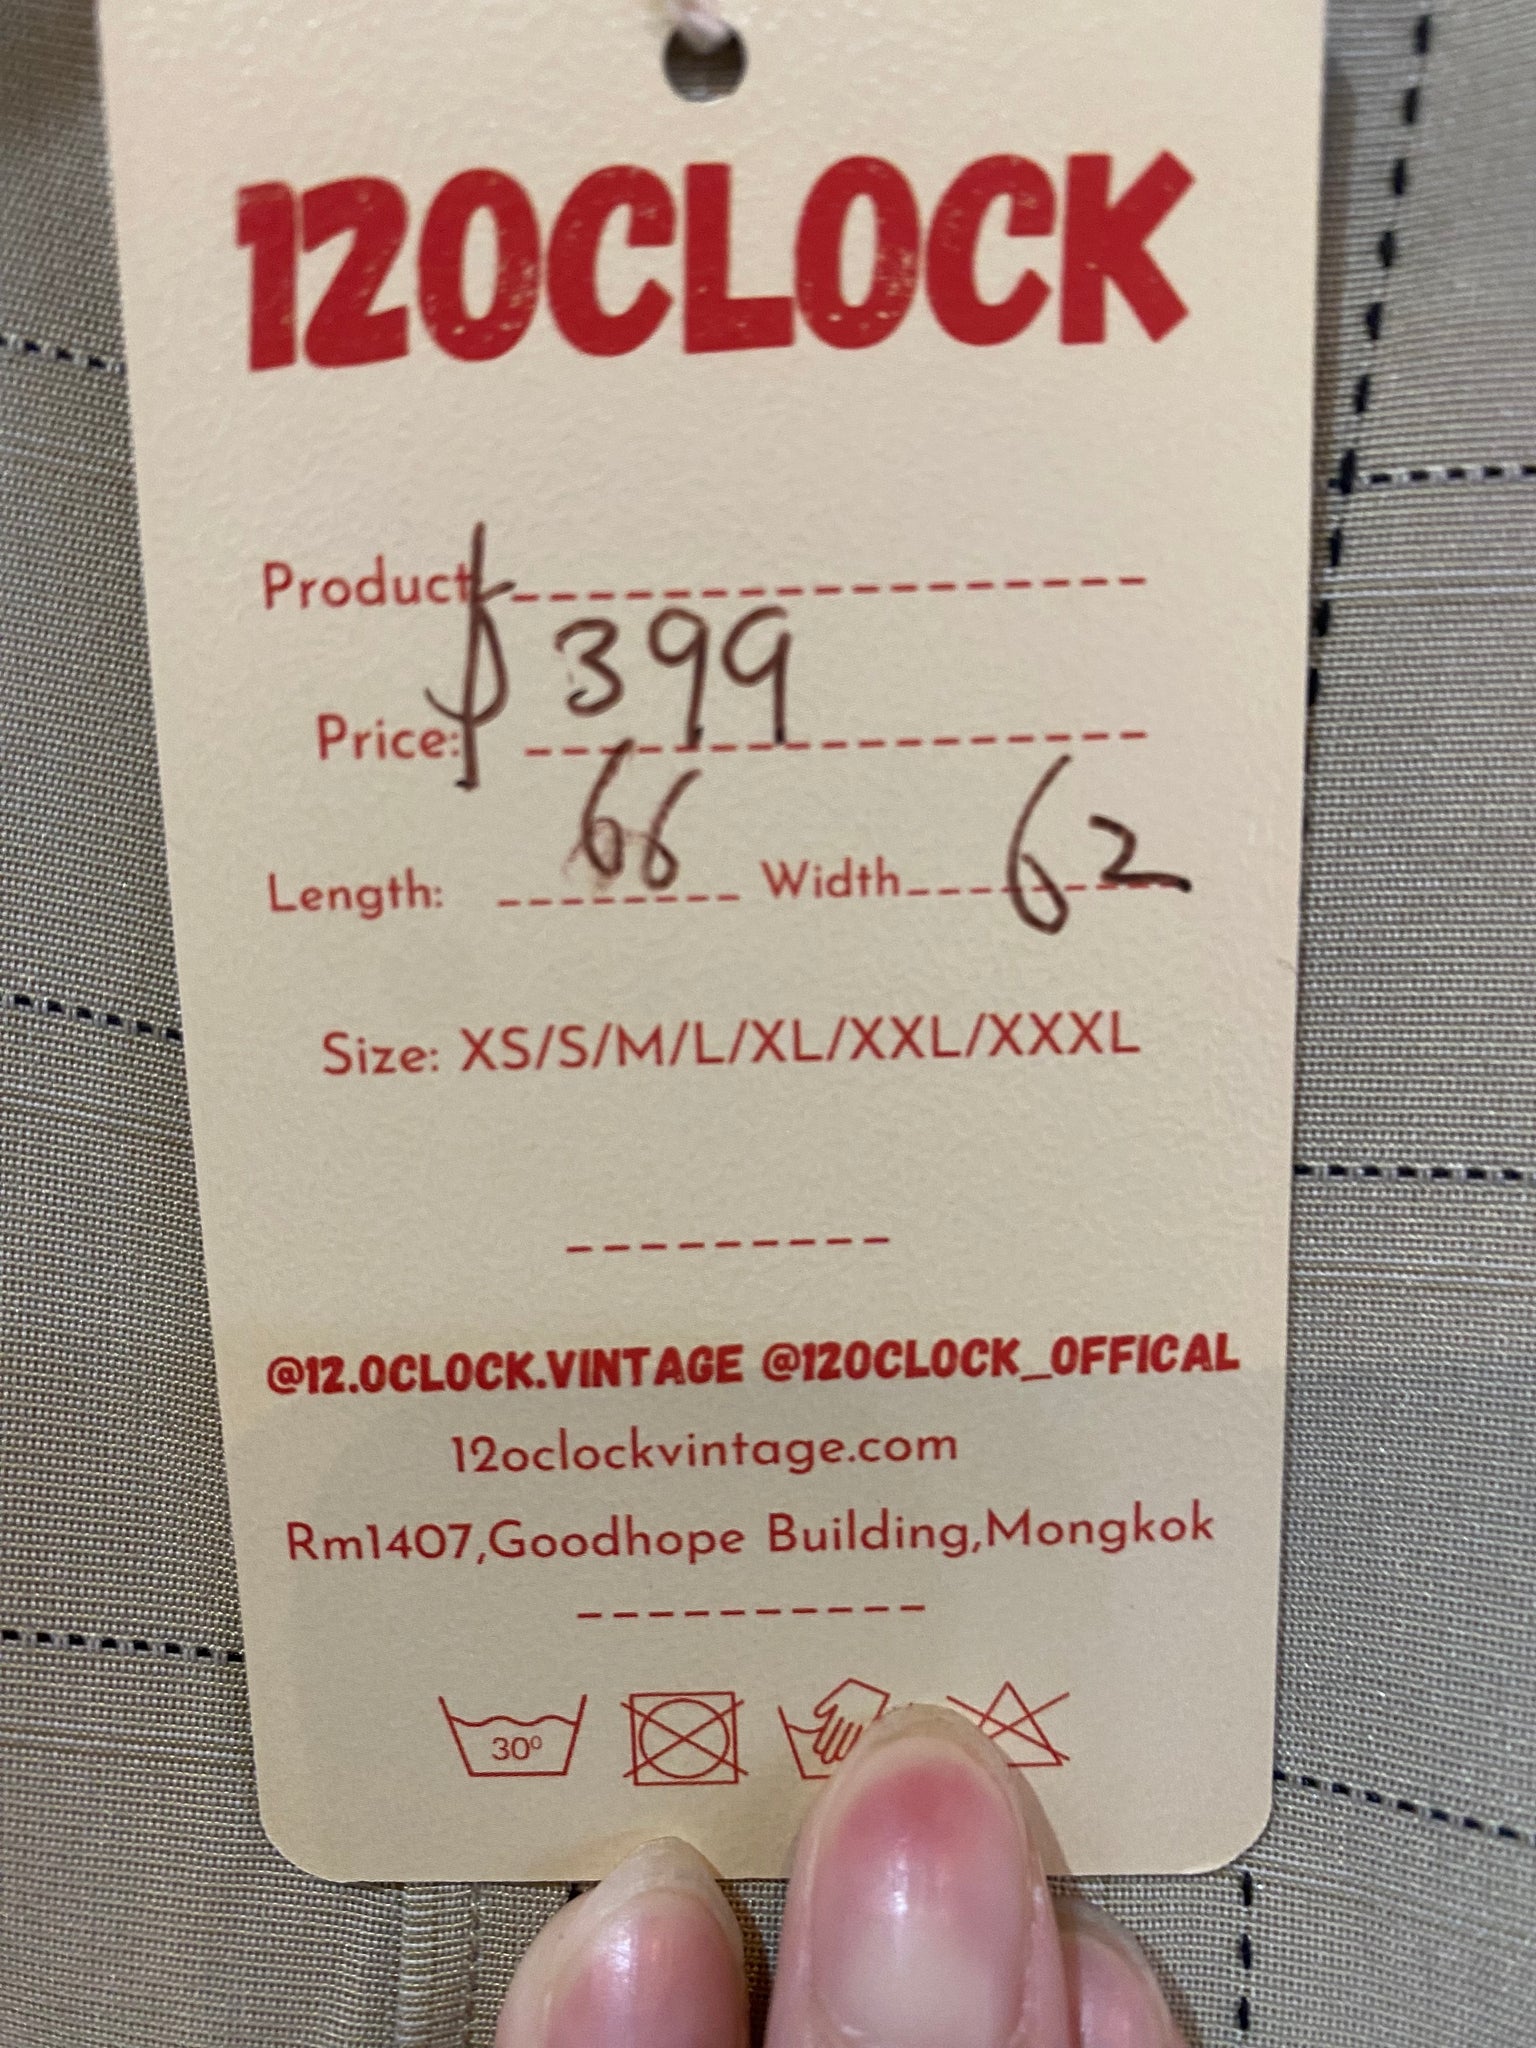 12OCLOCK
Product:
Price: $ 399
Length: 66 Width 62
Size: XS/S/M/L/XL/XXL/XXXL
@12.OCLOCK.VINTAGE @12OCLOCK_OFFICAL
12oclockvintage.com
Rm1407,Goodhope Building,Mongkok
30º